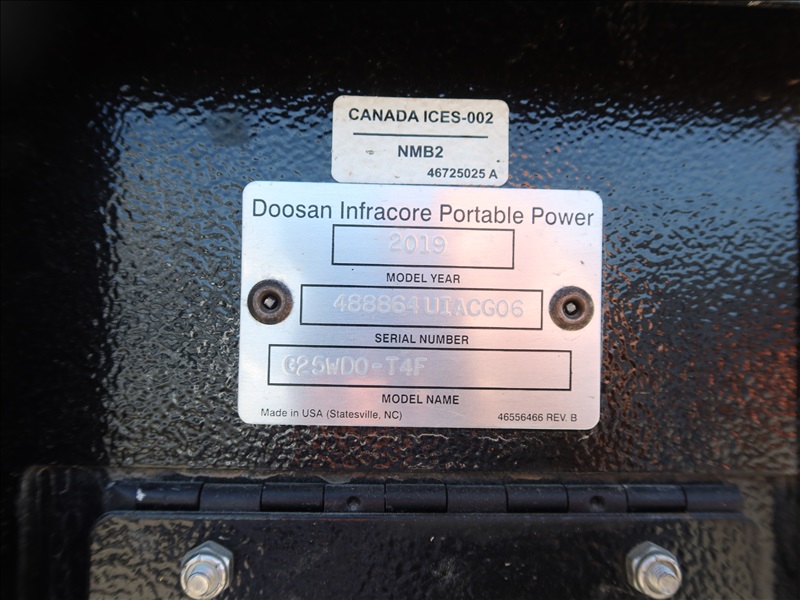 CANADA ICES-002
NMB2
46725025 A
Doosan Infracore Portable Power
2019
MODEL YEAR
488864UIACG06
SERIAL NUMBER
G25WDO-T4F
MODEL NAME
Made in USA (Statesville, NC)
46556466 REV. B